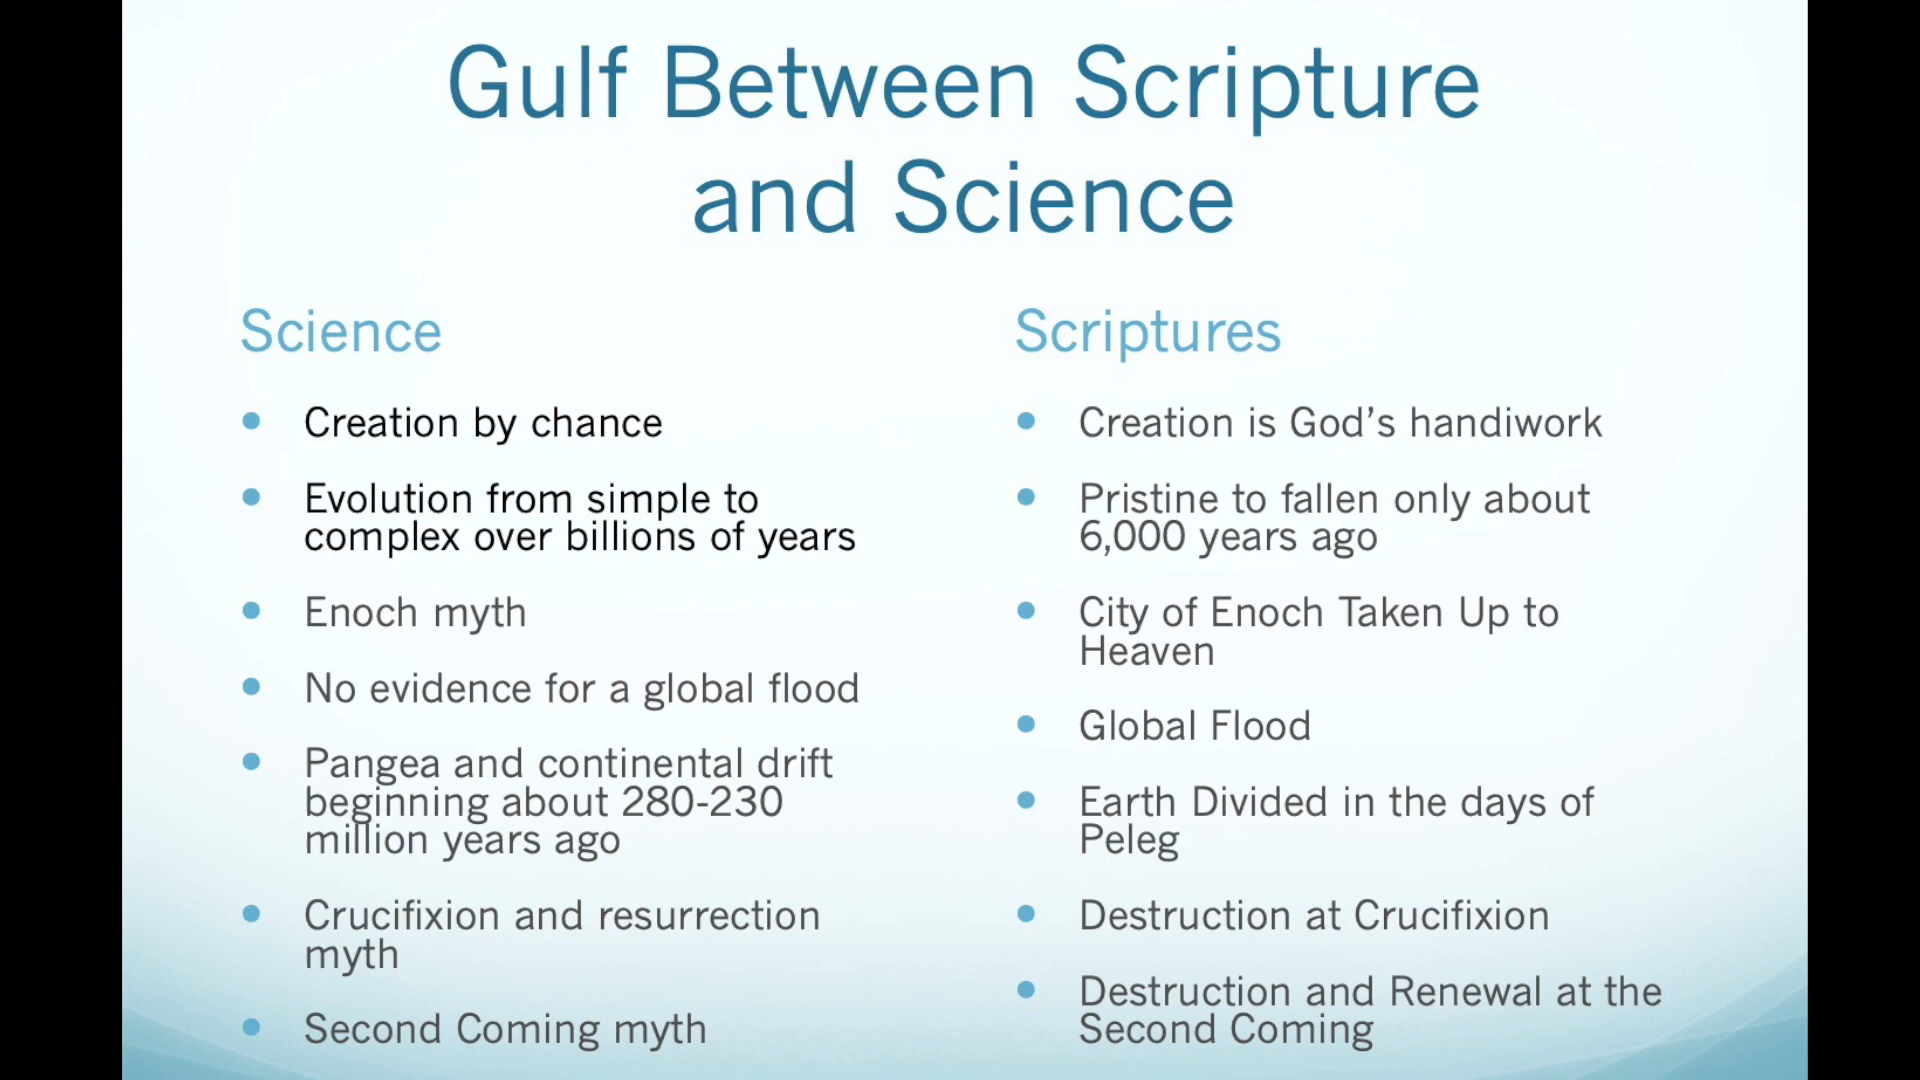 Gulf Between Scripture
and Science
Science
• Creation by chance
• Evolution from simple to
complex over billions of years
• Enoch myth
• No evidence for a global flood
• Pangea and continental drift
beginning about 280-230
million years ago
• Crucifixion and resurrection
myth
• Second Coming myth
Scriptures
• Creation is God’s handiwork
• Pristine to fallen only about
6,000 years ago
• City of Enoch Taken Up to
Heaven
• Global Flood
• Earth Divided in the days of
Peleg
• Destruction at Crucifixion
• Destruction and Renewal at the
Second Coming